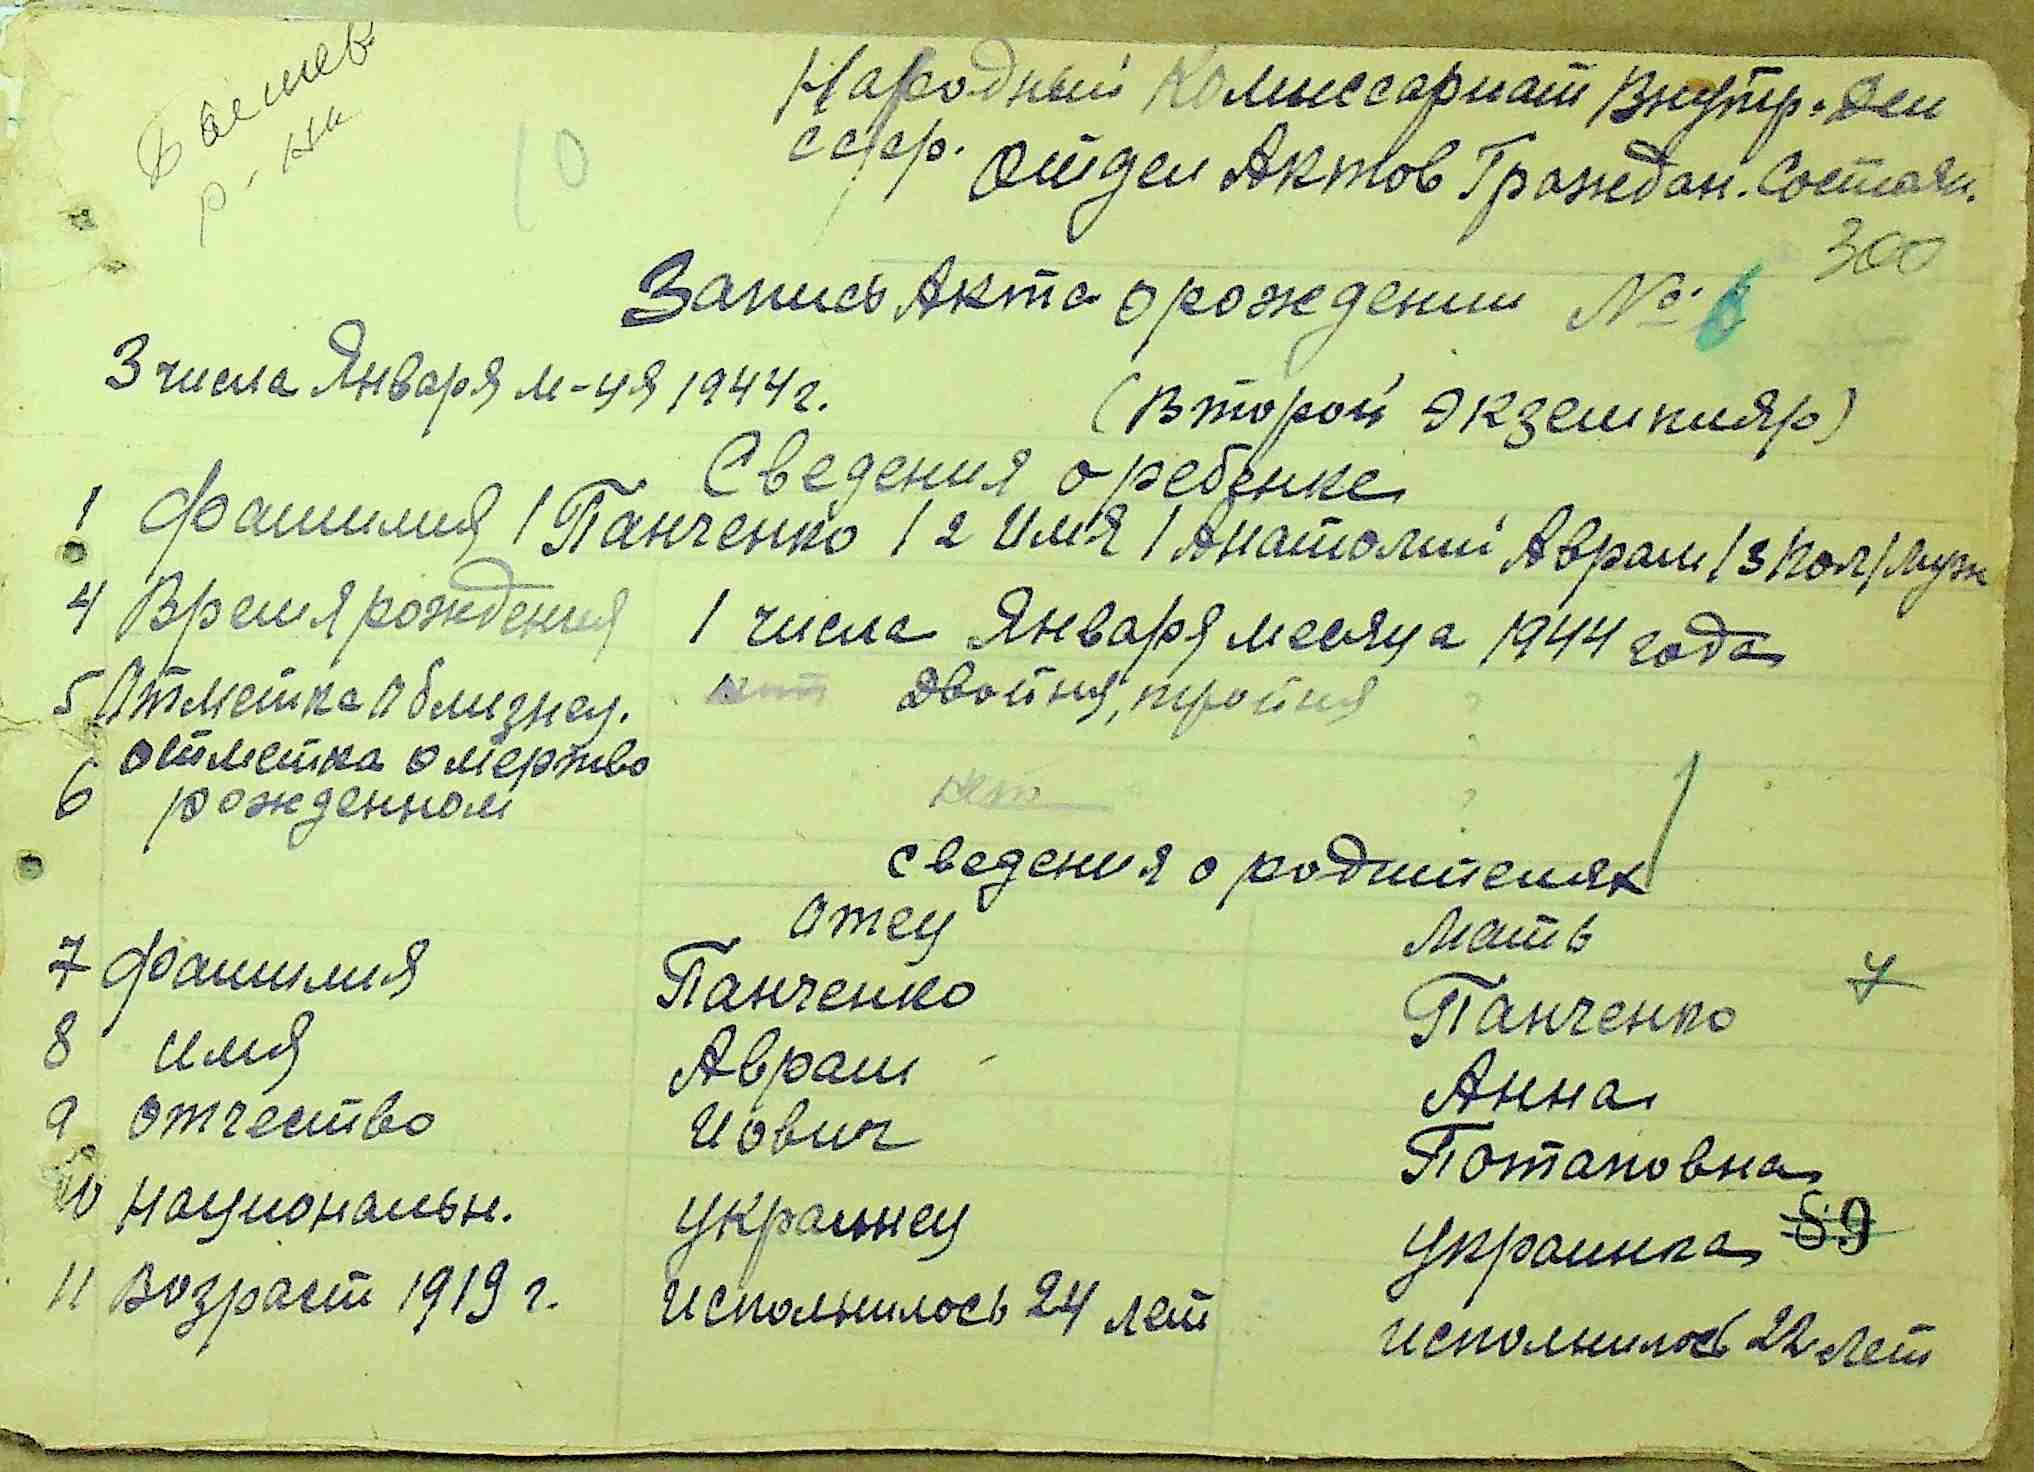 р-на
10
Народный Комиссариат Внутр. Дел
ссср. Отдел Актов Граждан. Состоян.
300
Запись Акта о рождении №. 6
3 числа Января м-ця 1944 г.
(Второй экземпляр)
Сведения о ребенке
1 Фамилия / Панченко / 2 Имя / Анатолий Аврам / 3 Пол / Муж
4 Время рождения 1 числа Января месяца 1944 года
5 Отметка о близнец. нет двойня, тройня
отметка о мертво
6 рожденном нет
сведения о родителях
Отец Мать
7 Фамилия Панченко Панченко
8 имя Аврам Анна
9 отчество Иович Потаповна
10 национальн. украинец украинка 59
11 Возраст 1919 г. исполнилось 24 лет исполнилось 22 лет